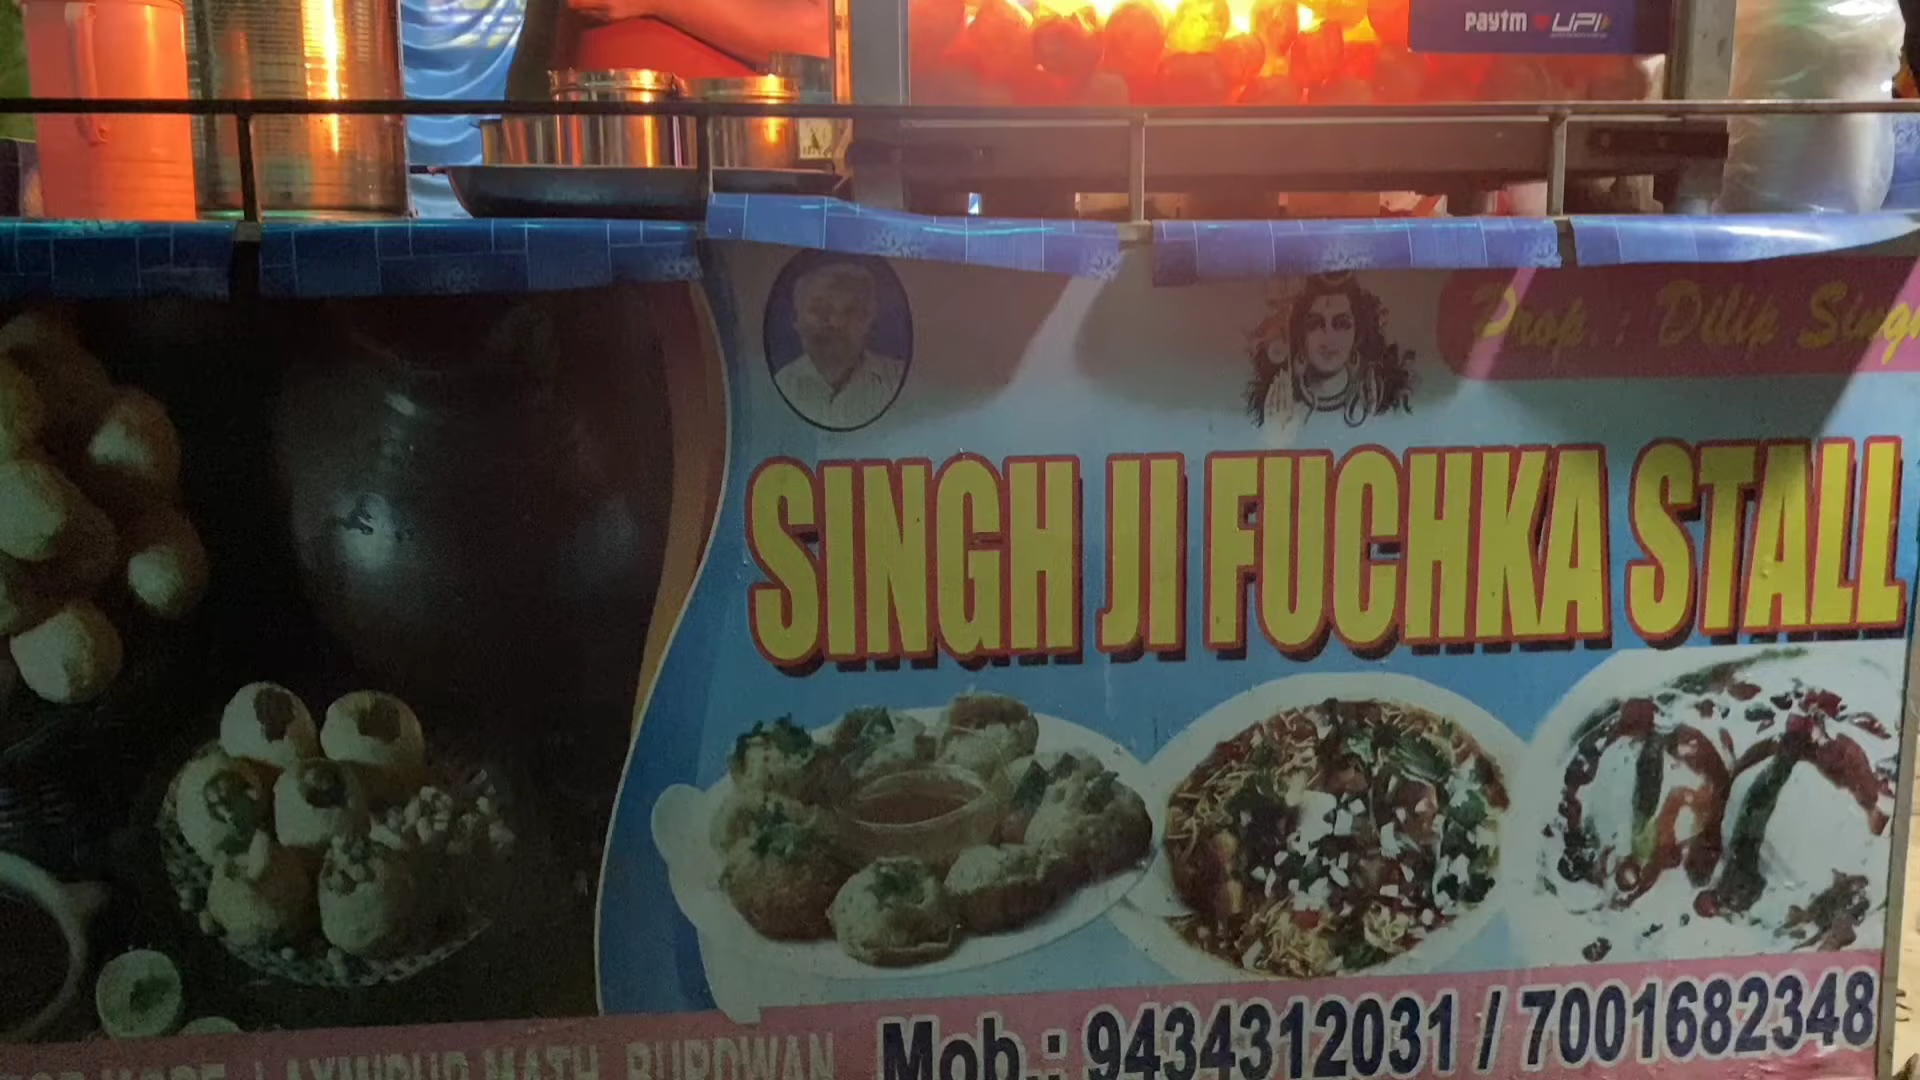 paytm UPI
Prop. : Dilip Singh
SINGH JI FUCHKA STALL
LAXMIPUR MATH, BURDWAN
Mob.: 9434312031 / 7001682348